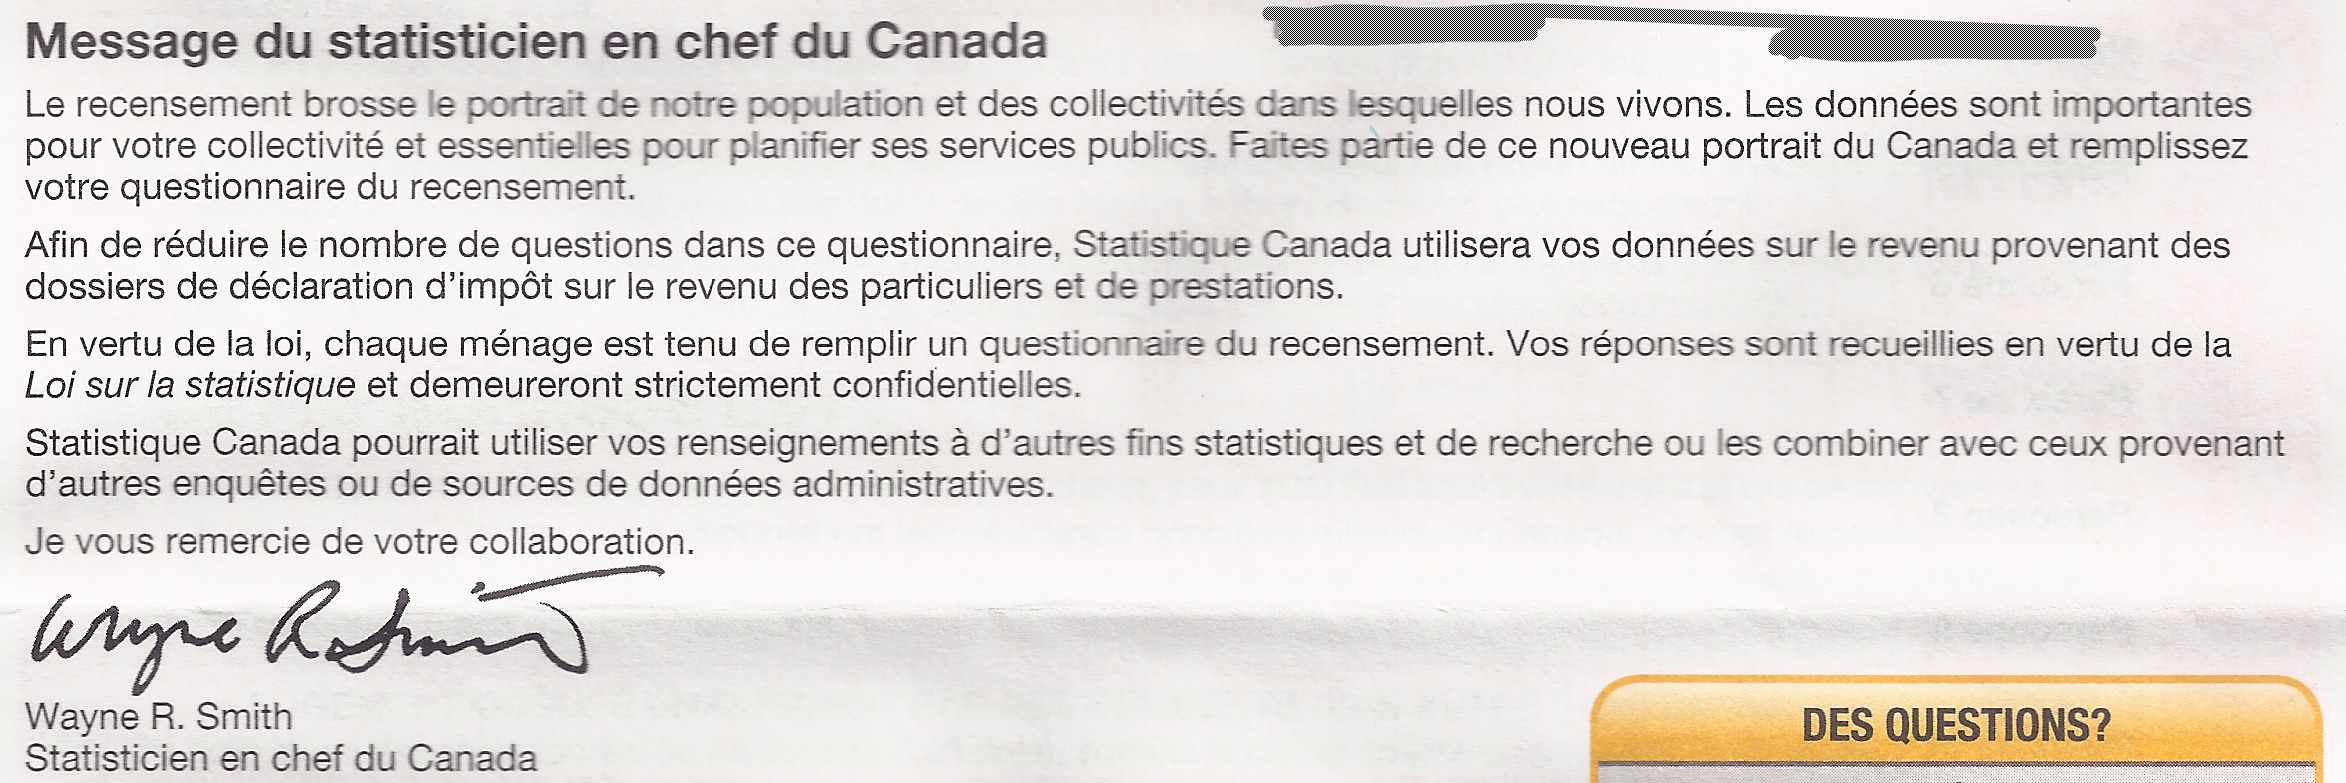 Message du statisticien en chef du Canada
Le recensement brosse le portrait de notre population et des collectivités dans lesquelles nous vivons. Les données sont importantes
pour votre collectivité et essentielles pour planifier ses services publics. Faites partie de ce nouveau portrait du Canada et remplissez
votre questionnaire du recensement.
Afin de réduire le nombre de questions dans ce questionnaire, Statistique Canada utilisera vos données sur le revenu provenant des
dossiers de déclaration d'impôt sur le revenu des particuliers et de prestations.
En vertu de la loi, chaque ménage est tenu de remplir un questionnaire du recensement. Vos réponses sont recueillies en vertu de la
Loi sur la statistique et demeureront strictement confidentielles.
Statistique Canada pourrait utiliser vos renseignements à d'autres fins statistiques et de recherche ou les combiner avec ceux provenant
d'autres enquêtes ou de sources de données administratives.
Je vous remercie de votre collaboration.
Wayne R. Smith
Wayne R. Smith
Statisticien en chef du Canada
DES QUESTIONS?